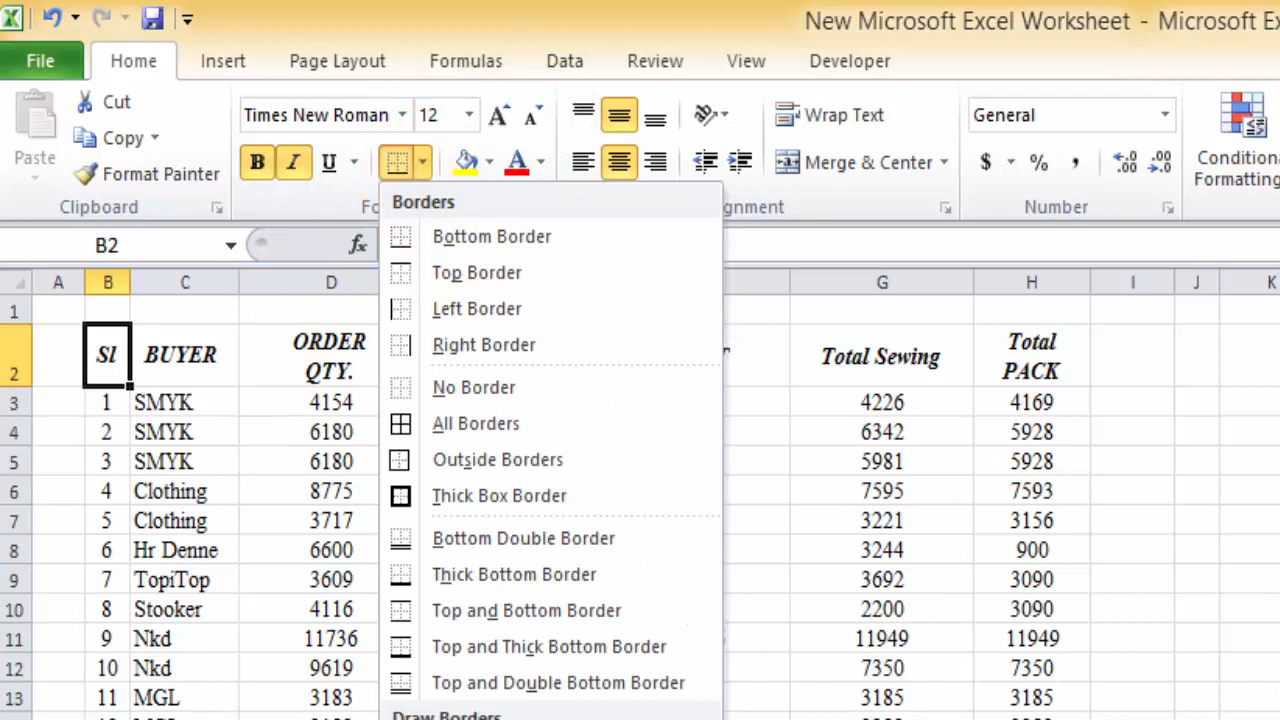 New Microsoft Excel Worksheet - Microsoft Ex
File Home Insert Page Layout Formulas Data Review View Developer
Paste
Cut
Copy
Format Painter
Clipboard
Times New Roman 12
B I U A
Fo
Wrap Text
Merge & Center
gnment
General
$ % ,
Number
Conditional
Formatting
B2 fx
Borders
Bottom Border
Top Border
Left Border
Right Border
No Border
All Borders
Outside Borders
Thick Box Border
Bottom Double Border
Thick Bottom Border
Top and Bottom Border
Top and Thick Bottom Border
Top and Double Bottom Border
Draw Borders
A B C D G H I J K
1
2 Sl BUYER ORDER QTY. T Total Sewing Total PACK
3 1 SMYK 4154 4226 4169
4 2 SMYK 6180 6342 5928
5 3 SMYK 6180 5981 5928
6 4 Clothing 8775 7595 7593
7 5 Clothing 3717 3221 3156
8 6 Hr Denne 6600 3244 900
9 7 TopiTop 3609 3692 3090
10 8 Stooker 4116 2200 3090
11 9 Nkd 11736 11949 11949
12 10 Nkd 9619 7350 7350
13 11 MGL 3183 3185 3185